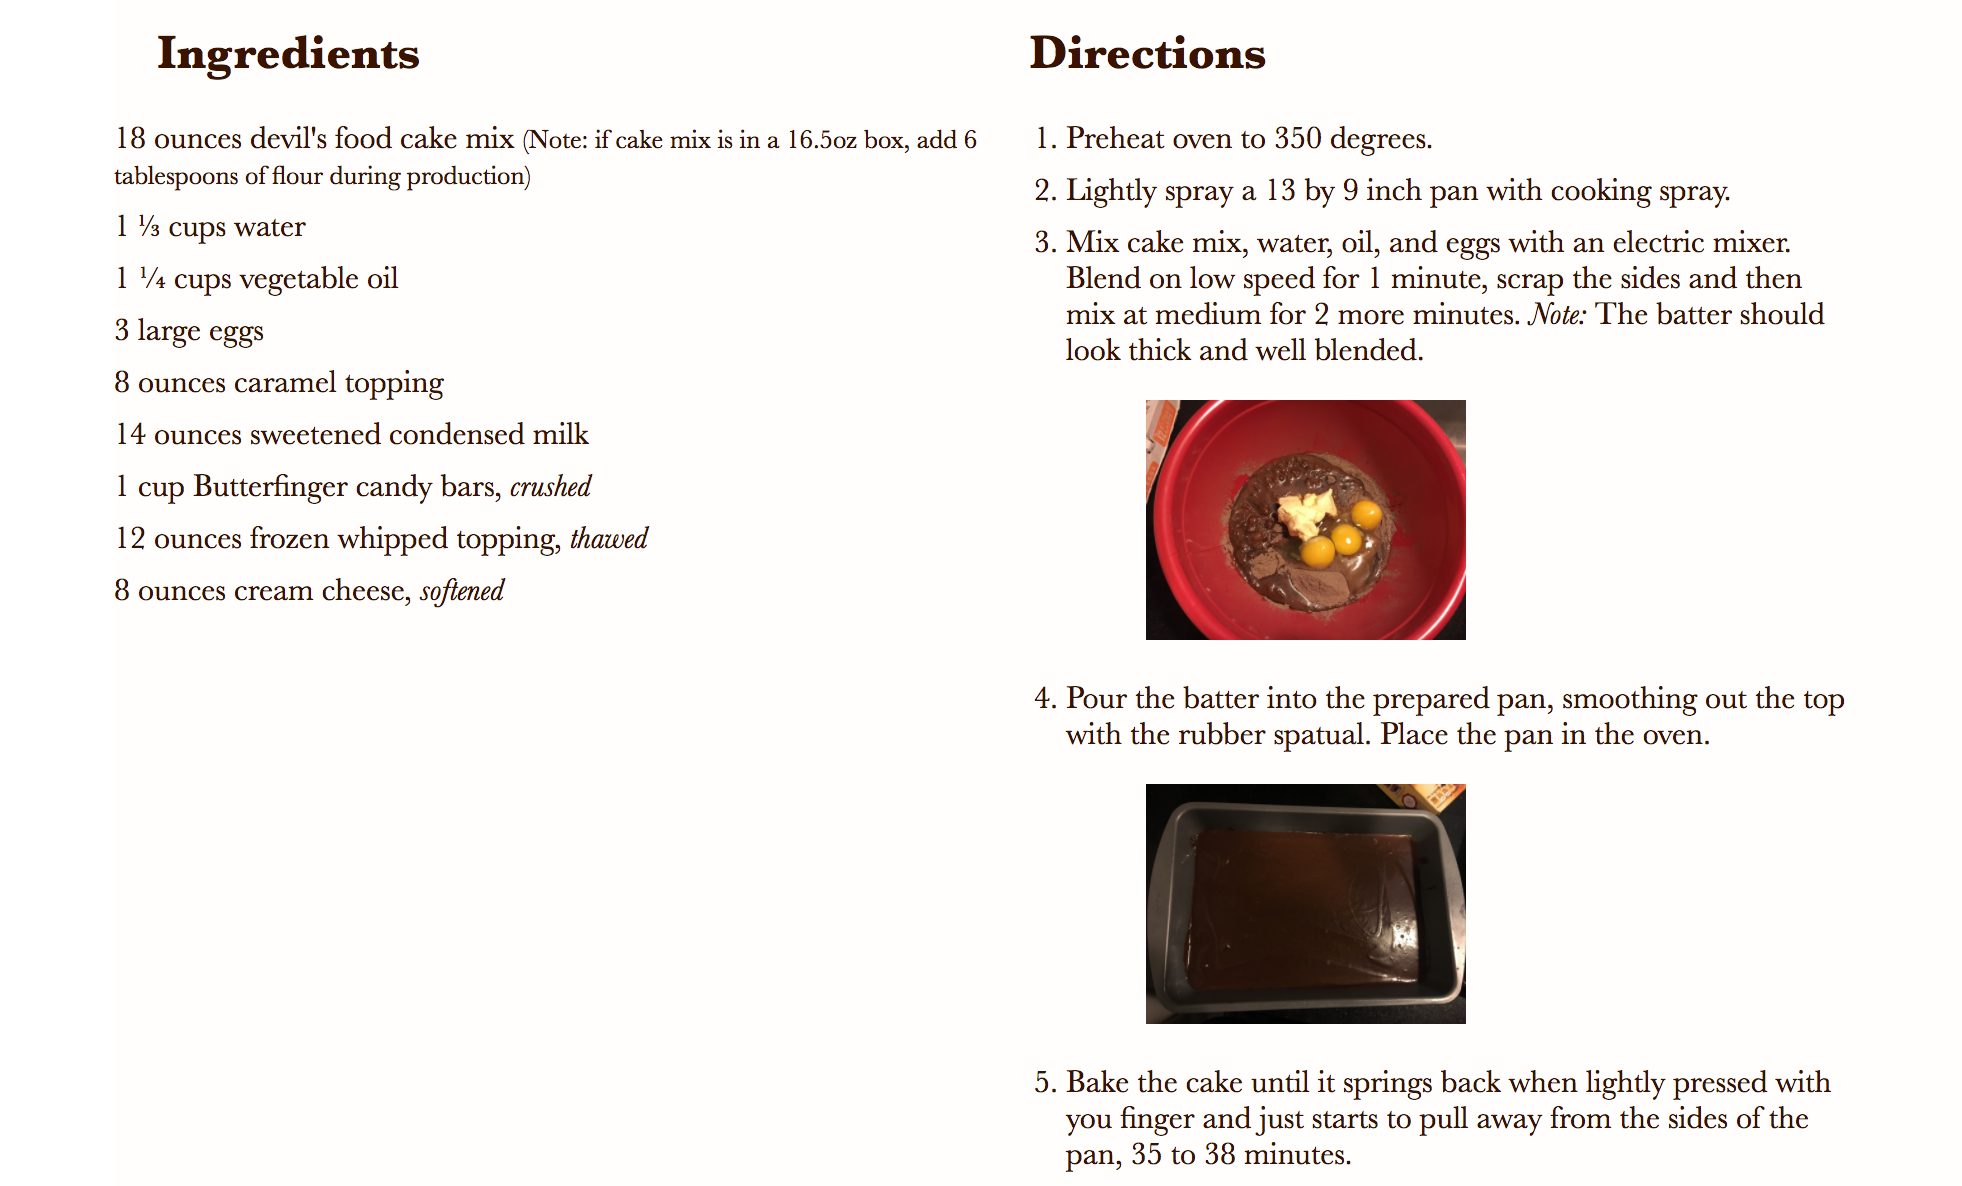 Ingredients
18 ounces devil's food cake mix (Note: if cake mix is in a 16.5oz box, add 6
tablespoons of flour during production)
1 ⅓ cups water
1 ¼ cups vegetable oil
3 large eggs
8 ounces caramel topping
14 ounces sweetened condensed milk
1 cup Butterfinger candy bars, crushed
12 ounces frozen whipped topping, thawed
8 ounces cream cheese, softened
Directions
1. Preheat oven to 350 degrees.
2. Lightly spray a 13 by 9 inch pan with cooking spray.
3. Mix cake mix, water, oil, and eggs with an electric mixer.
Blend on low speed for 1 minute, scrap the sides and then
mix at medium for 2 more minutes. Note: The batter should
look thick and well blended.
4. Pour the batter into the prepared pan, smoothing out the top
with the rubber spatual. Place the pan in the oven.
5. Bake the cake until it springs back when lightly pressed with
you finger and just starts to pull away from the sides of the
pan, 35 to 38 minutes.